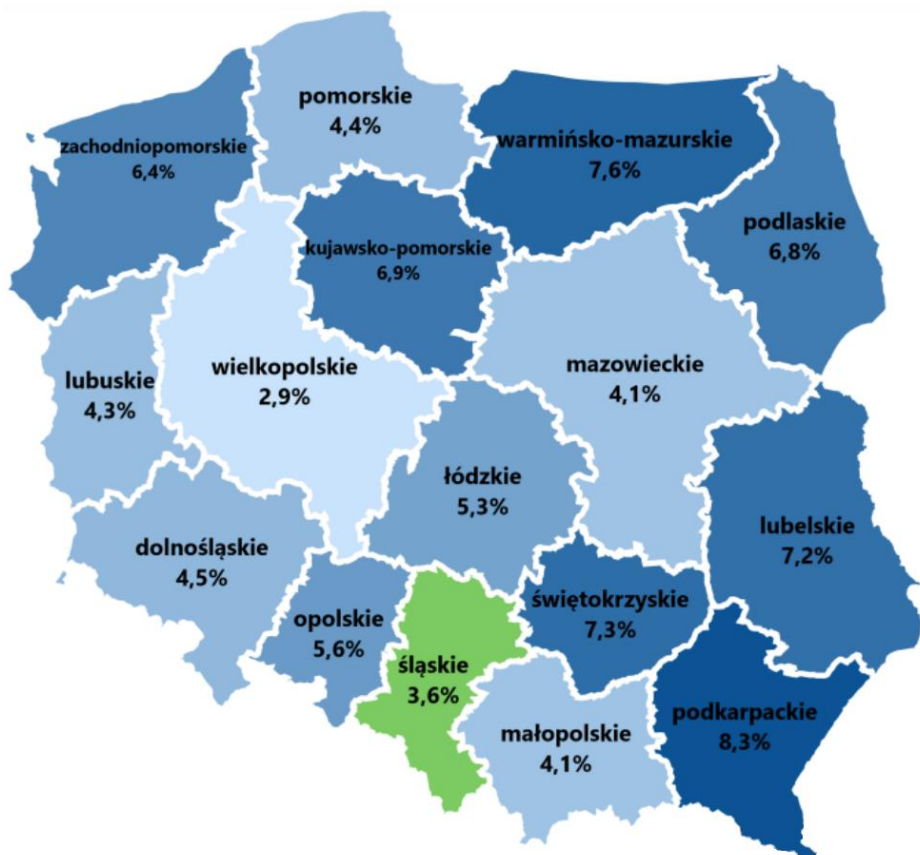 pomorskie
4,4%
warmińsko-mazurskie
7,6%
zachodniopomorskie
6,4%
podlaskie
6,8%
kujawsko-pomorskie
6,9%
wielkopolskie
2,9%
mazowieckie
4,1%
lubuskie
4,3%
łódzkie
5,3%
lubelskie
7,2%
dolnośląskie
4,5%
świętokrzyskie
7,3%
opolskie
5,6%
śląskie
3,6%
podkarpackie
8,3%
małopolskie
4,1%